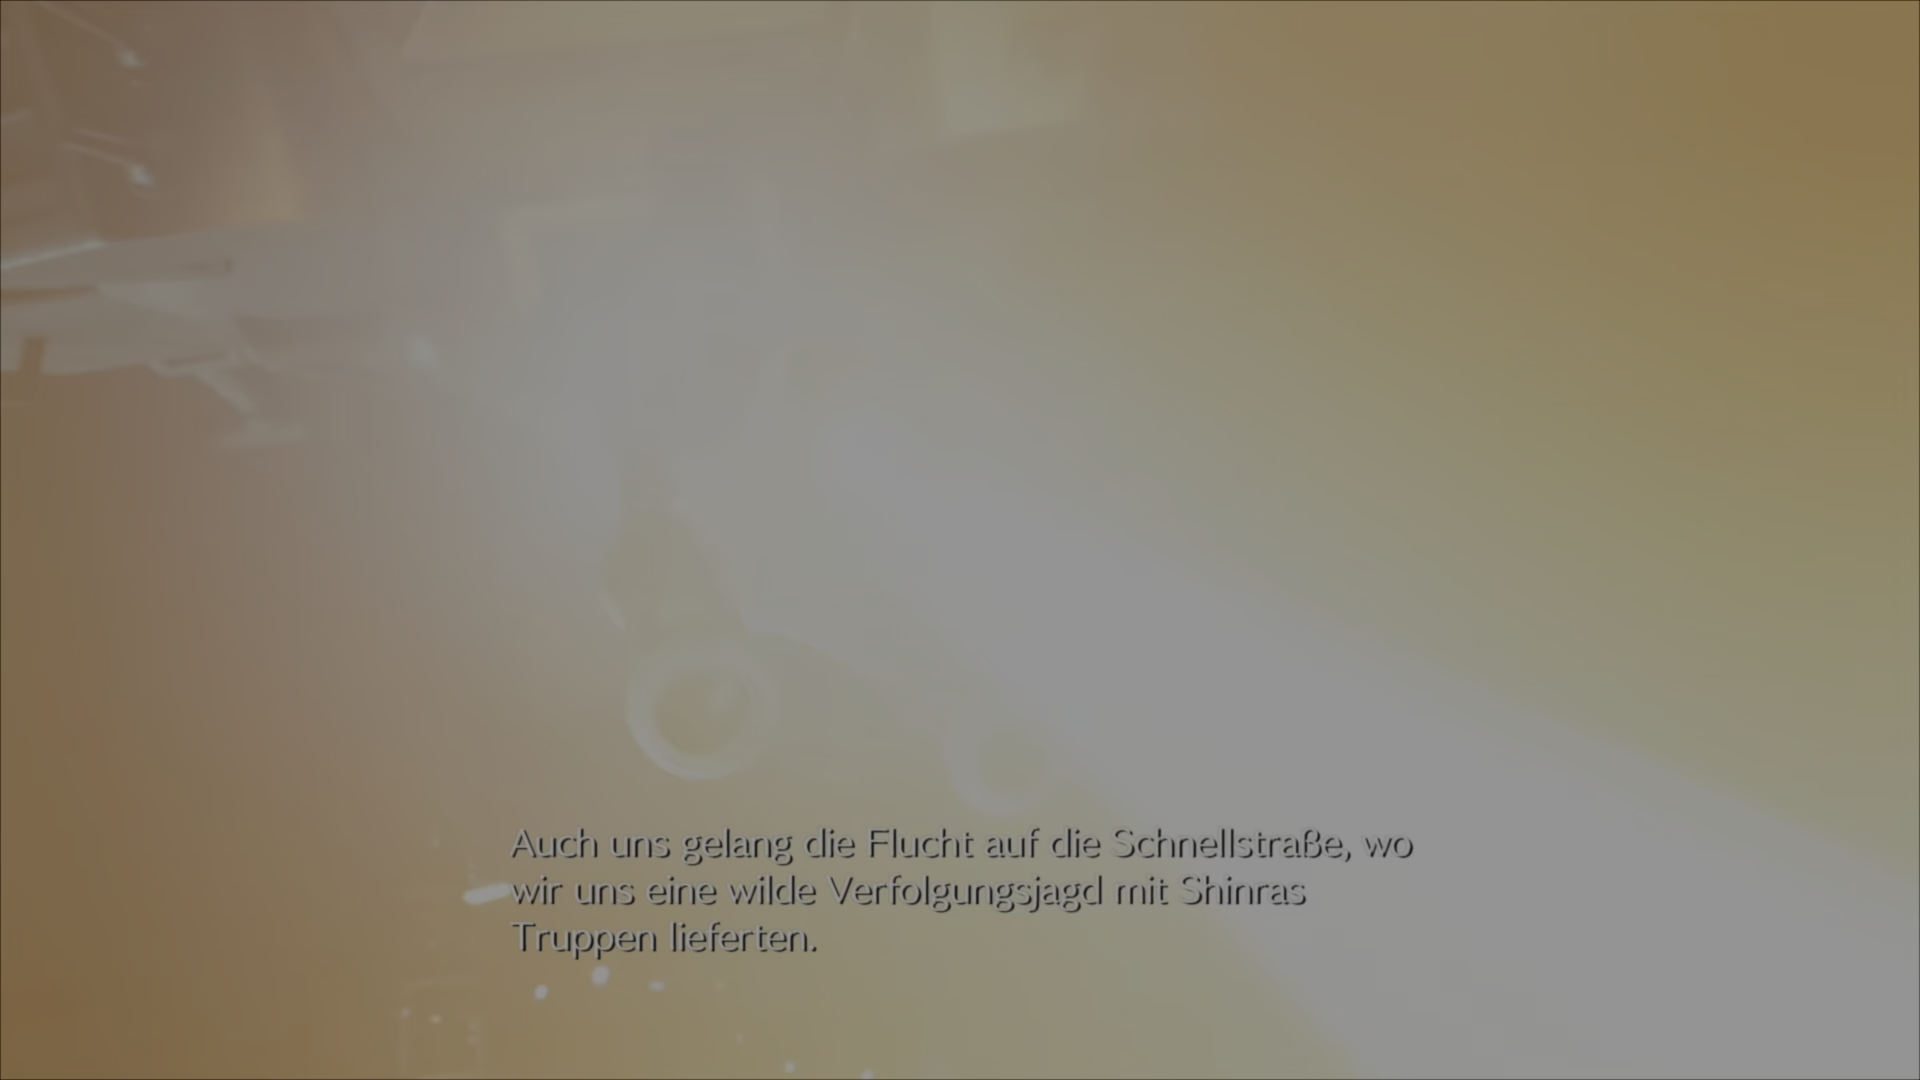 Auch uns gelang die Flucht auf die Schnellstraße, wo
wir uns eine wilde Verfolgungsjagd mit Shinras
Truppen lieferten.